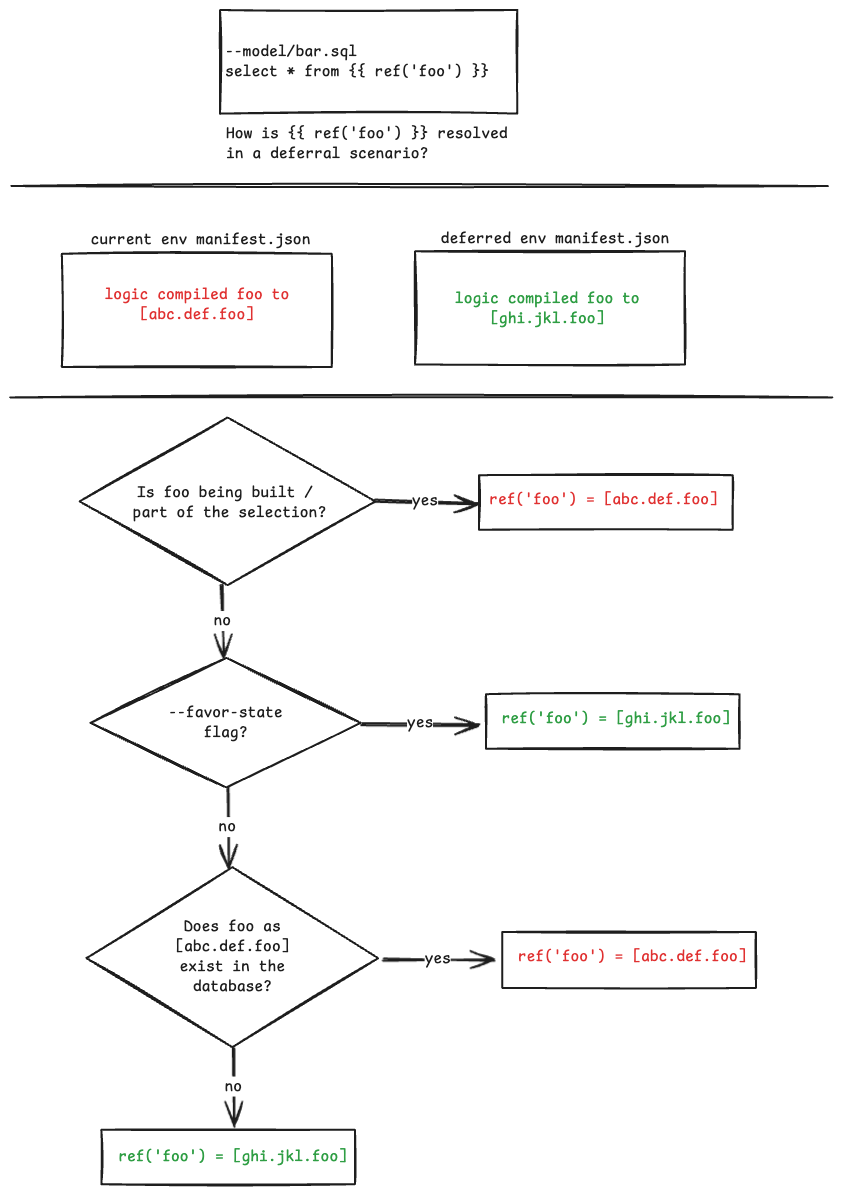 --model/bar.sql
select * from {{ ref('foo') }}
How is {{ ref('foo') }} resolved
in a deferral scenario?
current env manifest.json
logic compiled foo to
[abc.def.foo]
deferred env manifest.json
logic compiled foo to
[ghi.jkl.foo]
Is foo being built /
part of the selection?
yes
ref('foo') = [abc.def.foo]
no
--favor-state
flag?
yes
ref('foo') = [ghi.jkl.foo]
no
Does foo as
[abc.def.foo]
exist in the
database?
yes
ref('foo') = [abc.def.foo]
no
ref('foo') = [ghi.jkl.foo]